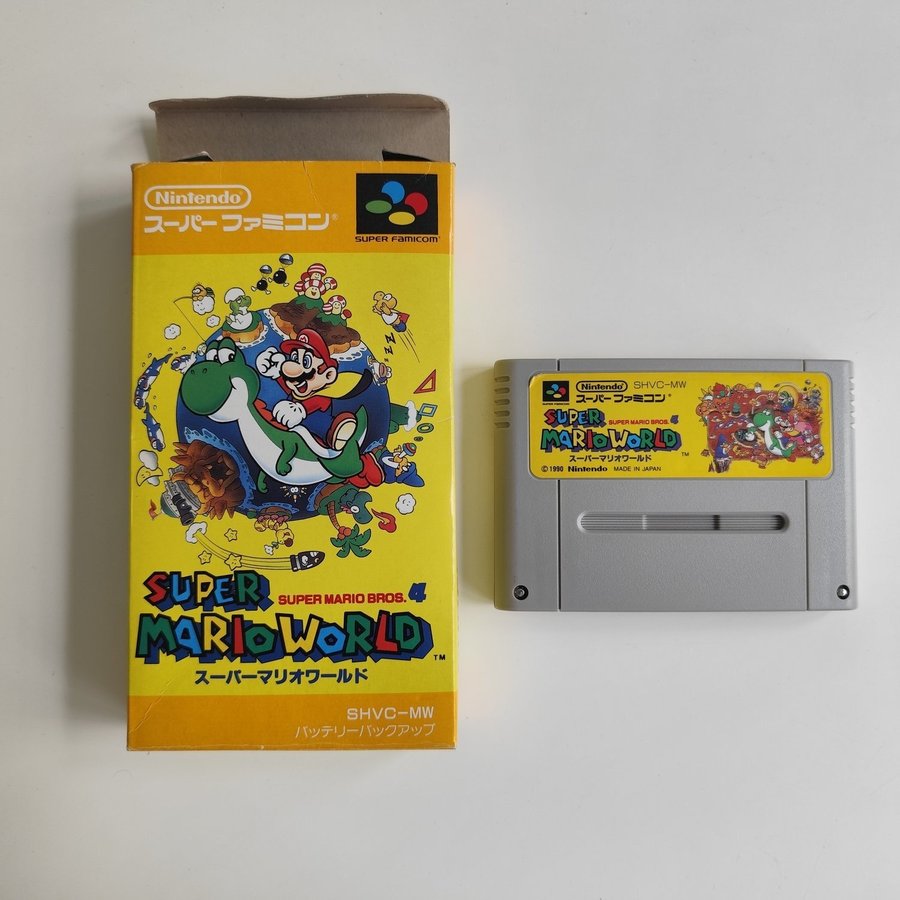 Nintendo
スーパーファミコン®
SUPER FAMICOM
Z Z Z
SUPER
SUPER MARIO BROS. 4
MARIO WORLD™
スーパーマリオワールド
SHVC-MW
バッテリーバックアップ
Nintendo SHVC-MW
スーパーファミコン®
SUPER FAMICOM
SUPER
SUPER MARIO BROS. 4
MARIO WORLD™
スーパーマリオワールド
©1990 Nintendo MADE IN JAPAN